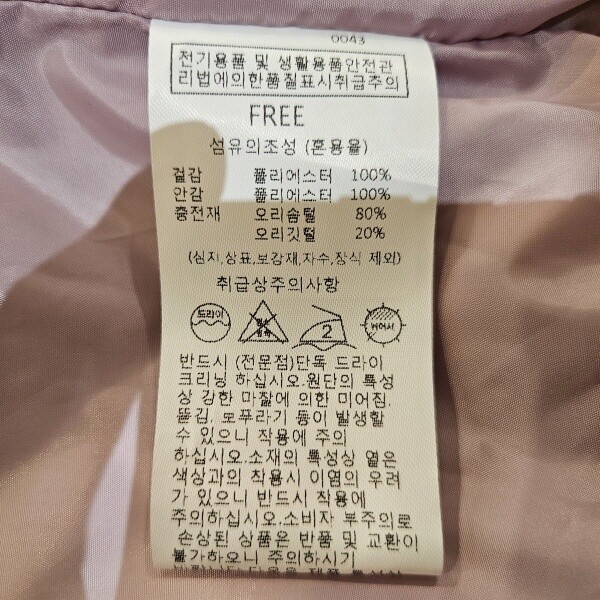 0043
전기용품 및 생활용품안전관
리법에의한품질표시취급주의
FREE
섬유의조성 (혼용율)
겉감 폴리에스터 100%
안감 폴리에스터 100%
충전재 오리솜털 80%
오리깃털 20%
(심지,상표,보강재,자수,장식 제외)
취급상주의사항
드라이
2
뉘어서
반드시 (전문점)단독 드라이
크리닝 하십시오.원단의 특성
상 강한 마찰에 의한 미어짐,
뜯김, 보푸라기 등이 발생할
수 있으니 착용에 주의
하십시오.소재의 특성상 옅은
색상과의 착용시 이염의 우려
가 있으니 반드시 착용에
주의하십시오.소비자 부주의로
손상된 상품은 반품 및 교환이
불가하오니 주의하시기